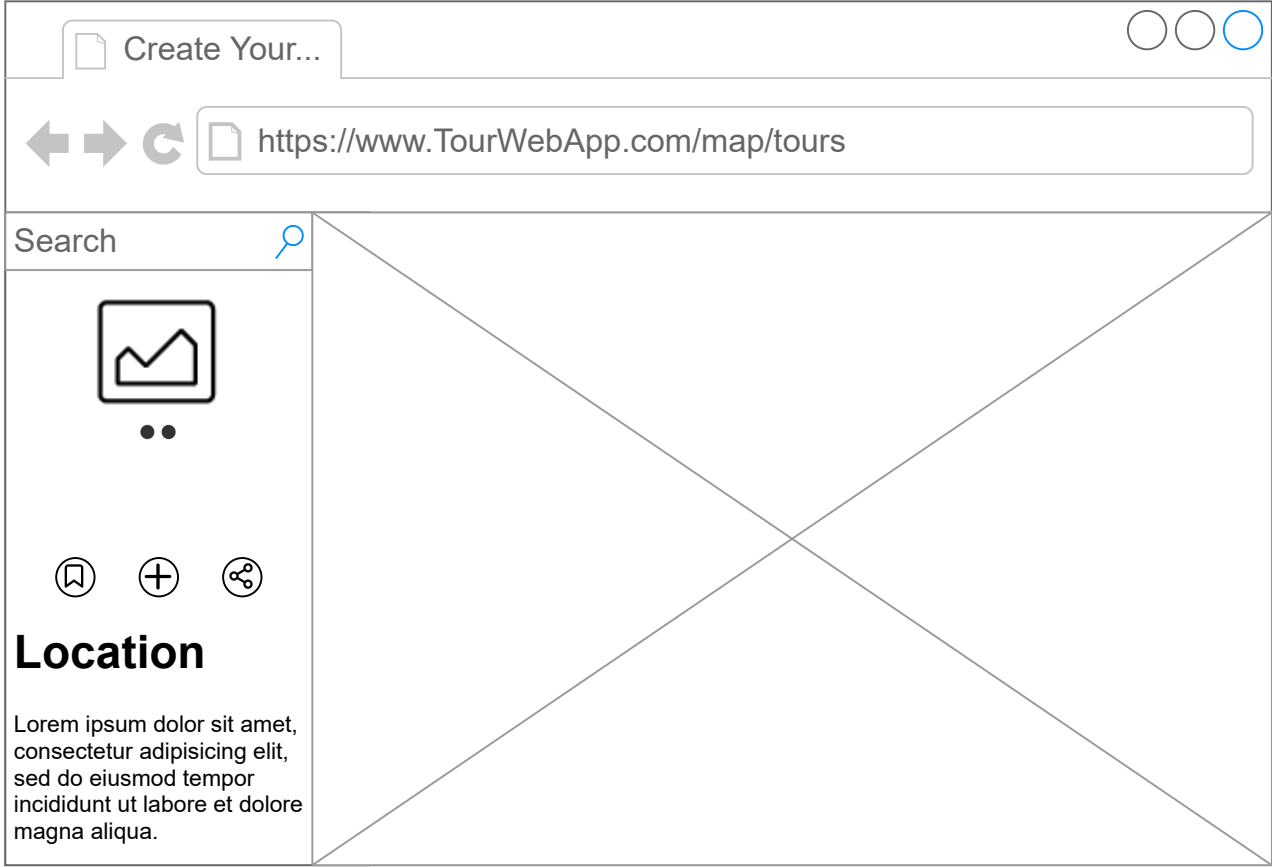 Create Your...
https://www.TourWebApp.com/map/tours
Search
Location
Lorem ipsum dolor sit amet,
consectetur adipisicing elit,
sed do eiusmod tempor
incididunt ut labore et dolore
magna aliqua.